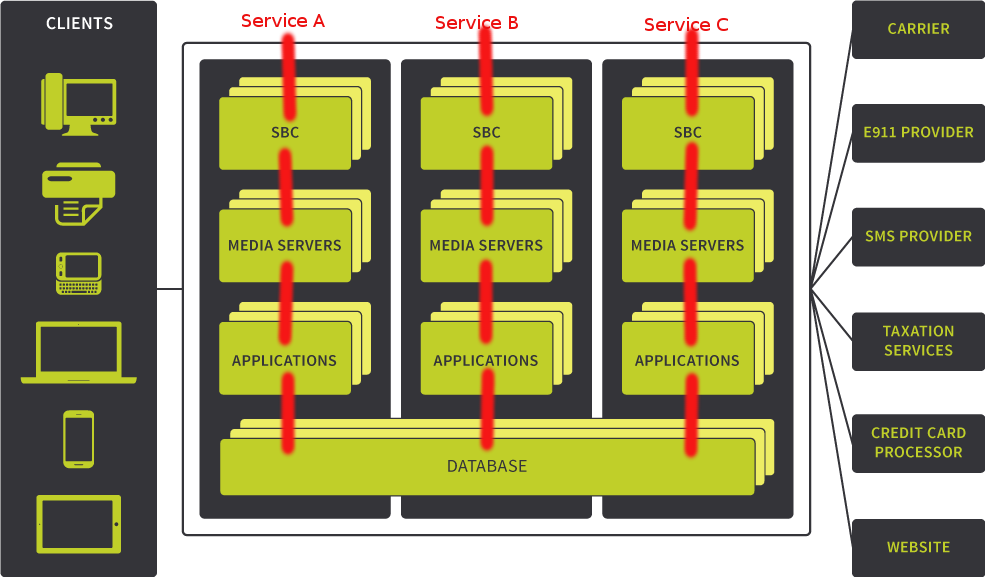 CLIENTS
Service A
Service B
Service C
SBC
SBC
SBC
MEDIA SERVERS
MEDIA SERVERS
MEDIA SERVERS
APPLICATIONS
APPLICATIONS
APPLICATIONS
DATABASE
CARRIER
E911 PROVIDER
SMS PROVIDER
TAXATION
SERVICES
CREDIT CARD
PROCESSOR
WEBSITE